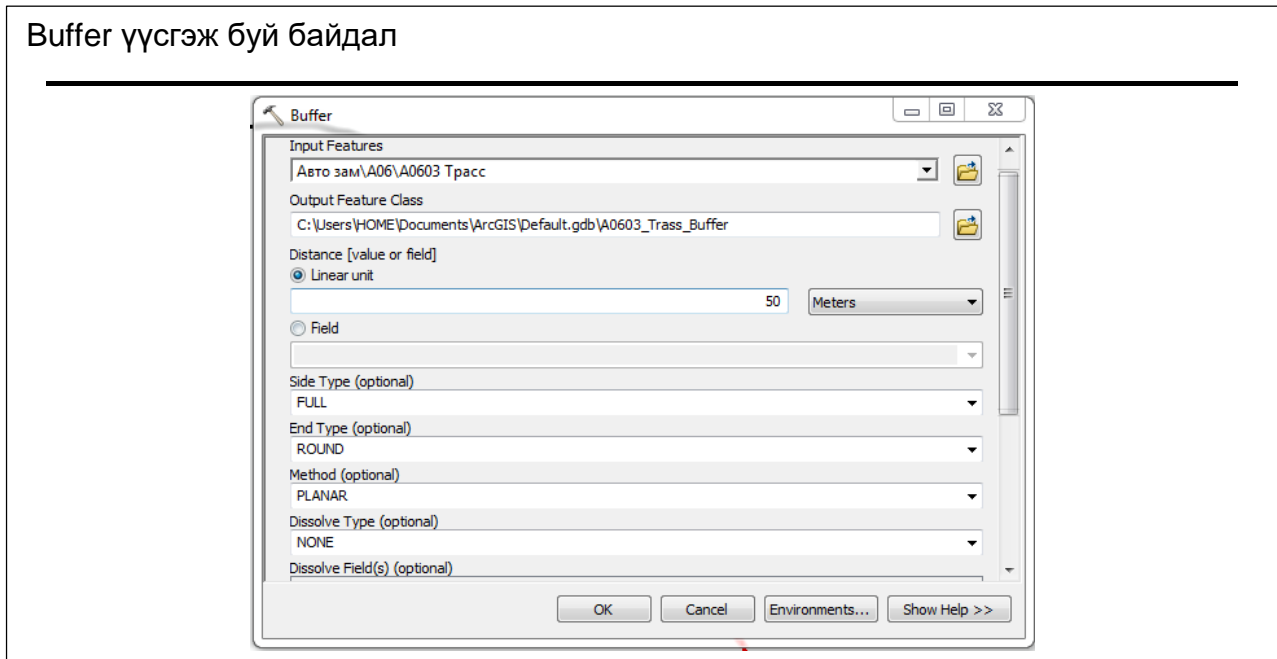 Buffer үүсгэж буй байдал
Buffer
Input Features
Авто зам\A06\A0603 Трасс
Output Feature Class
C:\Users\HOME\Documents\ArcGIS\Default.gdb\A0603_Trass_Buffer
Distance [value or field]
Linear unit
50 Meters
Field
Side Type (optional)
FULL
End Type (optional)
ROUND
Method (optional)
PLANAR
Dissolve Type (optional)
NONE
Dissolve Field(s) (optional)
OK Cancel Environments... Show Help >>